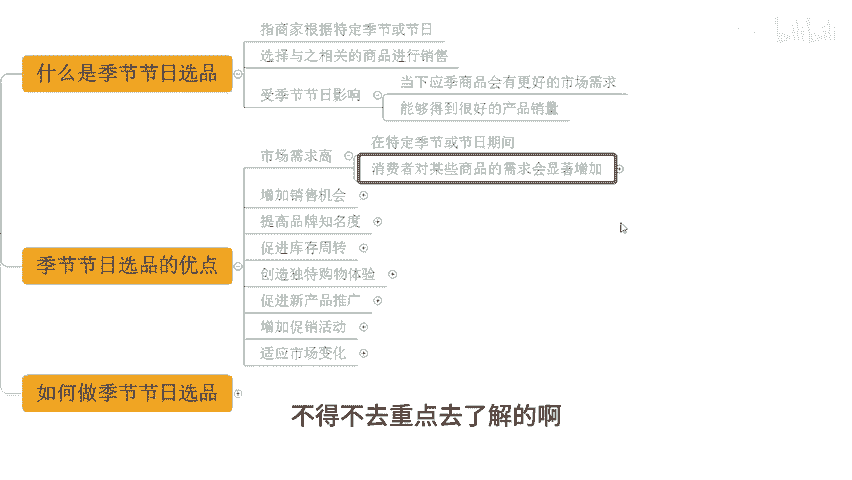 什么是季节节日选品
指商家根据特定季节或节日
选择与之相关的商品进行销售
受季节节日影响
当下应季商品会有更好的市场需求
能够得到很好的产品销量
季节节日选品的优点
市场需求高
在特定季节或节日期间
消费者对某些商品的需求会显著增加
增加销售机会
提高品牌知名度
促进库存周转
创造独特购物体验
促进新产品推广
增加促销活动
适应市场变化
如何做季节节日选品
不得不去重点去了解的啊